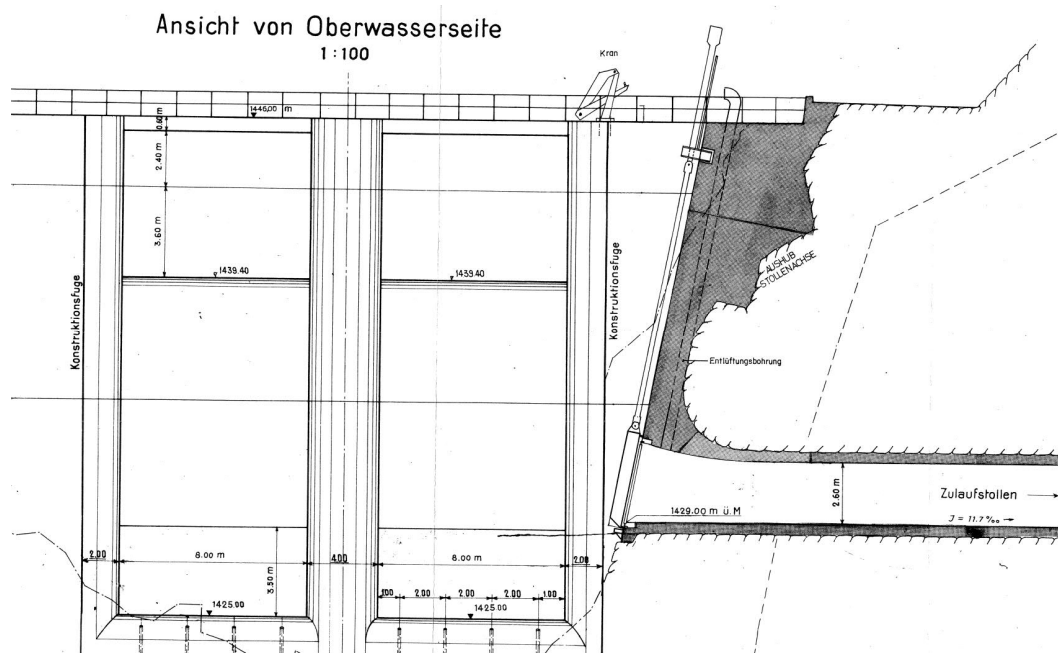 Ansicht von Oberwasserseite
1:100
Kran
1446,00 m
0.60 m
2.40 m
3.60 m
1439.40
1439.40
Konstruktionsfuge
Konstruktionsfuge
AUSHUB
STOLLENACHSE
Entlüftungsbohrung
2.60 m
Zulaufstollen
1429.00 m ü.M
J = 11.7 ‰
2.00
8.00 m
4.00
8.00 m
2.00
3.50 m
1.00
2.00
2.00
2.00
1.00
1425.00
1425.00